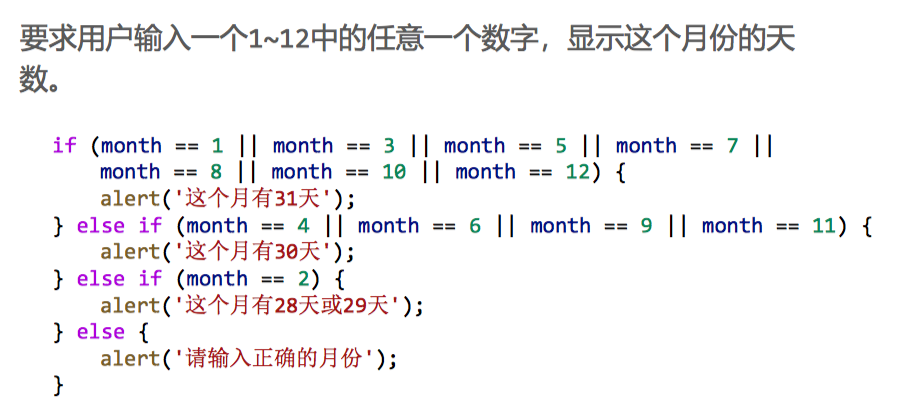 要求用户输入一个1~12中的任意一个数字，显示这个月份的天
数。
if (month == 1 || month == 3 || month == 5 || month == 7 ||
    month == 8 || month == 10 || month == 12) {
    alert('这个月有31天');
} else if (month == 4 || month == 6 || month == 9 || month == 11) {
    alert('这个月有30天');
} else if (month == 2) {
    alert('这个月有28天或29天');
} else {
    alert('请输入正确的月份');
}